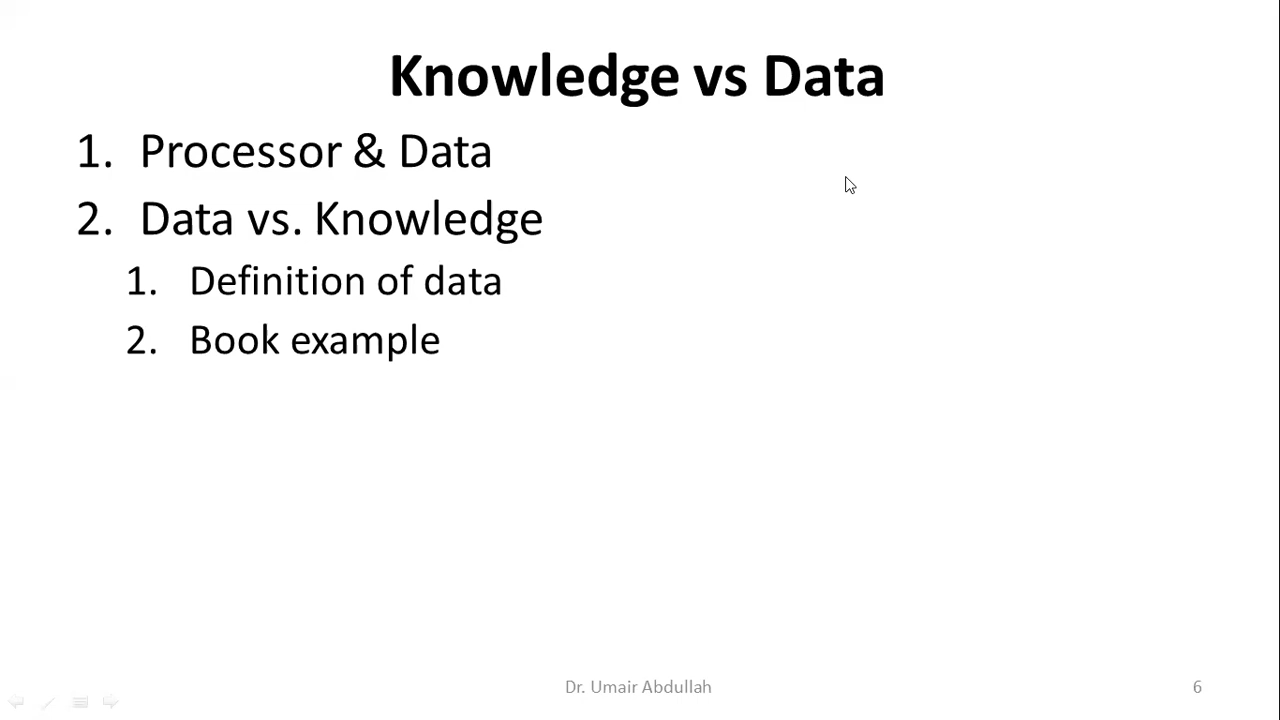 Knowledge vs Data
1. Processor & Data
2. Data vs. Knowledge
1. Definition of data
2. Book example
Dr. Umair Abdullah
6